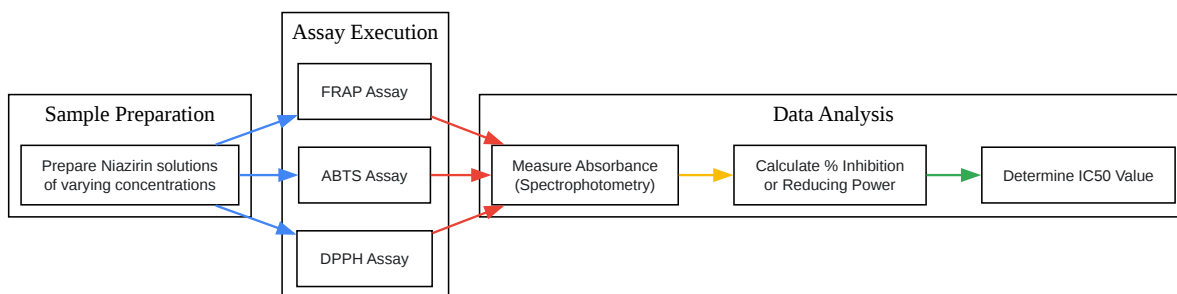 Sample Preparation
Prepare Niazirin solutions
of varying concentrations
Assay Execution
FRAP Assay
ABTS Assay
DPPH Assay
Data Analysis
Measure Absorbance
(Spectrophotometry)
Calculate % Inhibition
or Reducing Power
Determine IC50 Value